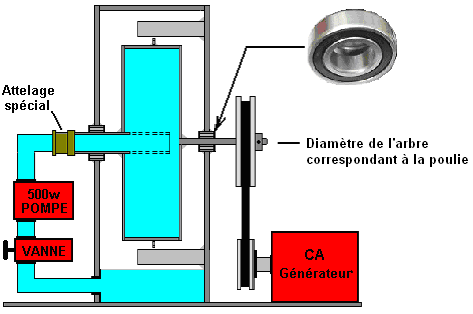 Attelage
spécial
Diamètre de l'arbre
correspondant à la poulie
500w
POMPE
VANNE
CA
Générateur